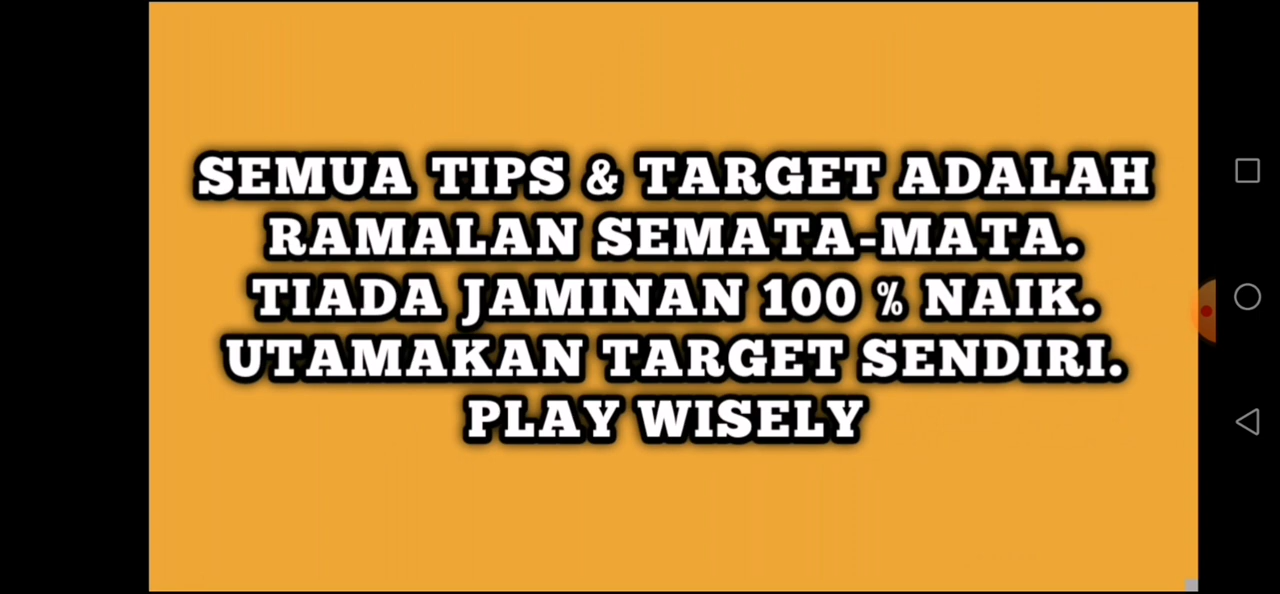 SEMUA TIPS & TARGET ADALAH
RAMALAN SEMATA-MATA.
TIADA JAMINAN 100 % NAIK.
UTAMAKAN TARGET SENDIRI.
PLAY WISELY